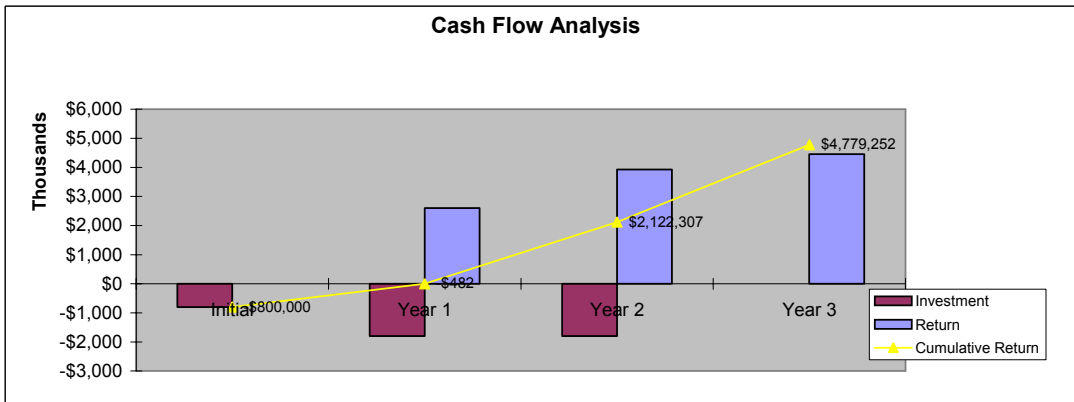 Cash Flow Analysis
Thousands
$6,000
$5,000
$4,000
$3,000
$2,000
$1,000
$0
-$1,000
-$2,000
-$3,000
$4,779,252
$2,122,307
-$482
-$800,000
Initial
Year 1
Year 2
Year 3
Investment
Return
Cumulative Return